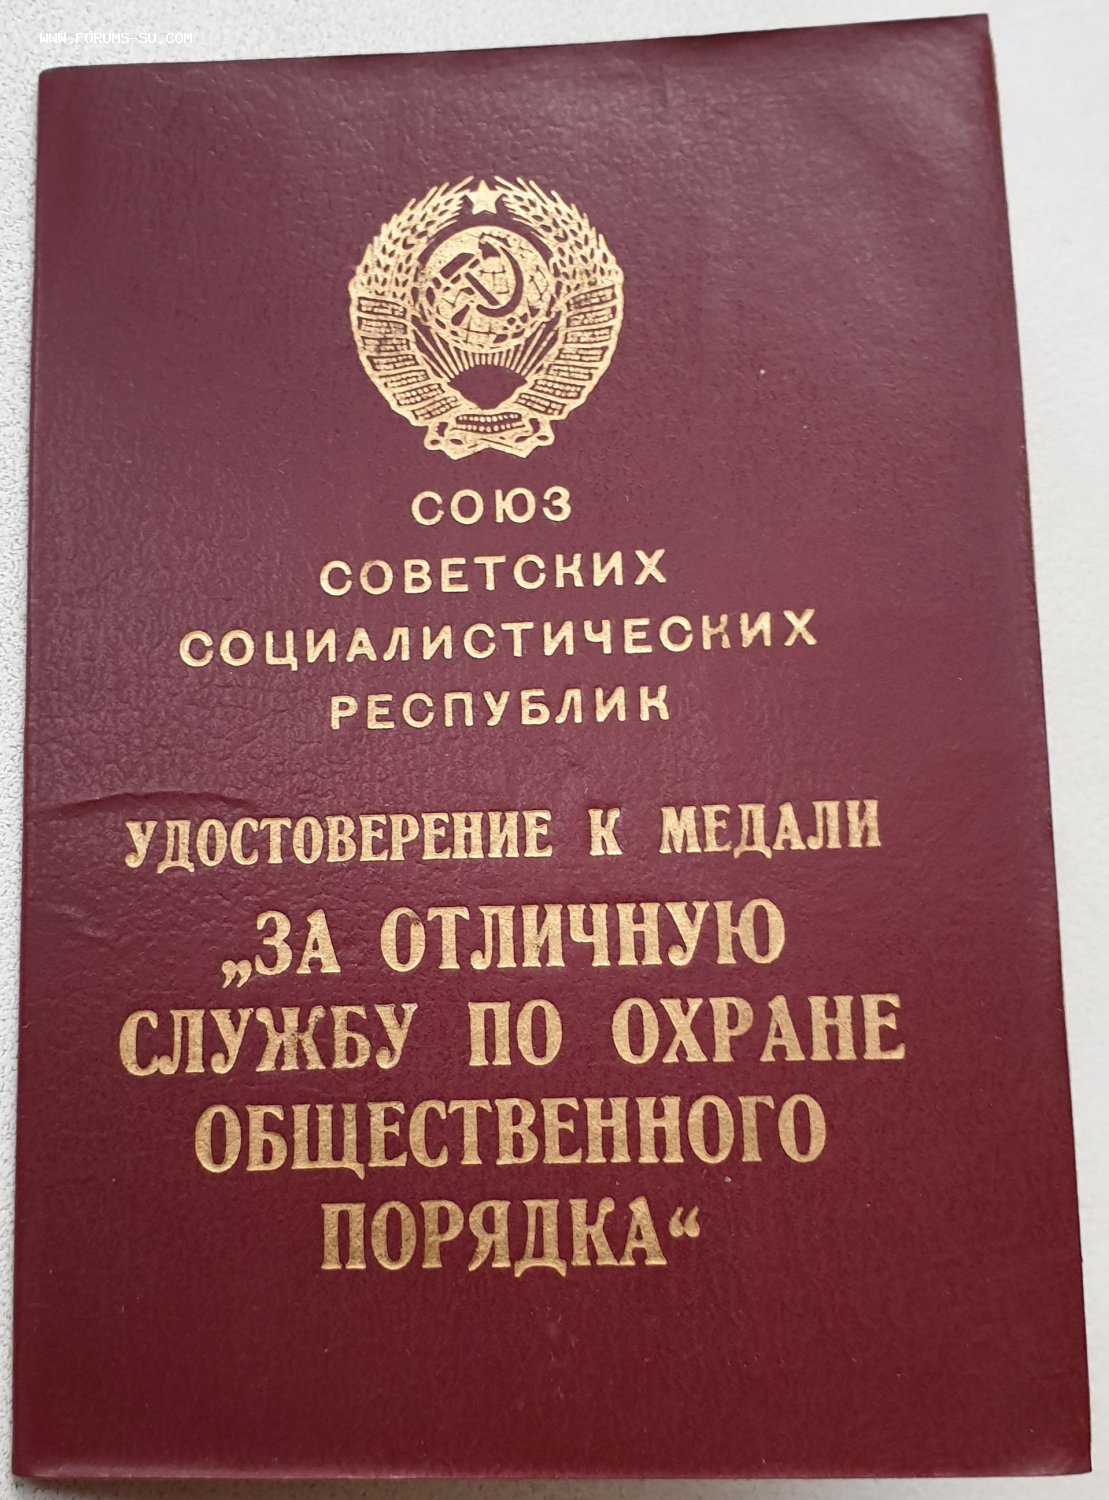 WWW.FORUMS-SU.COM
СОЮЗ
СОВЕТСКИХ
СОЦИАЛИСТИЧЕСКИХ
РЕСПУБЛИК
УДОСТОВЕРЕНИЕ К МЕДАЛИ
„ЗА ОТЛИЧНУЮ
СЛУЖБУ ПО ОХРАНЕ
ОБЩЕСТВЕННОГО
ПОРЯДКА“